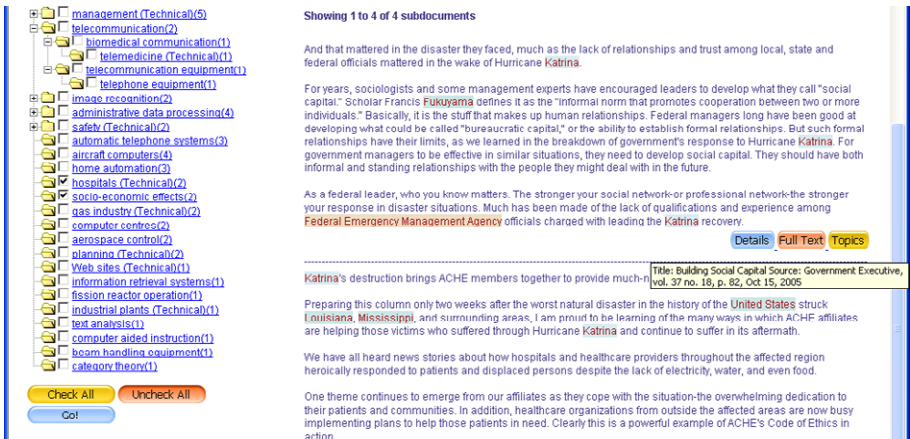 management (Technical)(5)
telecommunication(2)
biomedical communication(1)
telemedicine (Technical)(1)
telecommunication equipment(1)
telephone equipment(1)
image recognition(2)
administrative data processing(4)
safety (Technical)(2)
automatic telephone systems(3)
aircraft computers(4)
home automation(3)
hospitals (Technical)(2)
socio-economic effects(2)
gas industry (Technical)(2)
computer centres(2)
aerospace control(2)
planning (Technical)(2)
Web sites (Technical)(1)
information retrieval systems(1)
fission reactor operation(1)
industrial plants (Technical)(1)
text analysis(1)
computer aided instruction(1)
beam handling equipment(1)
category theory(1)
Check All Uncheck All
Go!
Showing 1 to 4 of 4 subdocuments
And that mattered in the disaster they faced, much as the lack of relationships and trust among local, state and
federal officials mattered in the wake of Hurricane Katrina.
For years, sociologists and some management experts have encouraged leaders to develop what they call "social
capital." Scholar Francis Fukuyama defines it as the "informal norm that promotes cooperation between two or more
individuals." Basically, it is the stuff that makes up human relationships. Federal managers long have been good at
developing what could be called "bureaucratic capital," or the ability to establish formal relationships. But such formal
relationships have their limits, as we learned in the breakdown of government's response to Hurricane Katrina. For
government managers to be effective in similar situations, they need to develop social capital. They should have both
informal and standing relationships with the people they might deal with in the future.
As a federal leader, who you know matters. The stronger your social network-or professional network-the stronger
your response in disaster situations. Much has been made of the lack of qualifications and experience among
Federal Emergency Management Agency officials charged with leading the Katrina recovery.
Details Full Text Topics
Title: Building Social Capital Source: Government Executive,
vol. 37 no. 18, p. 82, Oct 15, 2005
Katrina's destruction brings ACHE members together to provide much-n
Preparing this column only two weeks after the worst natural disaster in the history of the United States struck
Louisiana, Mississippi, and surrounding areas, I am proud to be learning of the many ways in which ACHE affiliates
are helping those victims who suffered through Hurricane Katrina and continue to suffer in its aftermath.
We have all heard news stories about how hospitals and healthcare providers throughout the affected region
heroically responded to patients and displaced persons despite the lack of electricity, water, and even food.
One theme continues to emerge from our affiliates as they cope with the situation-the overwhelming dedication to
their patients and communities. In addition, healthcare organizations from outside the affected areas are now busy
implementing plans to help those patients in need. Clearly this is a powerful example of ACHE's Code of Ethics in
action.